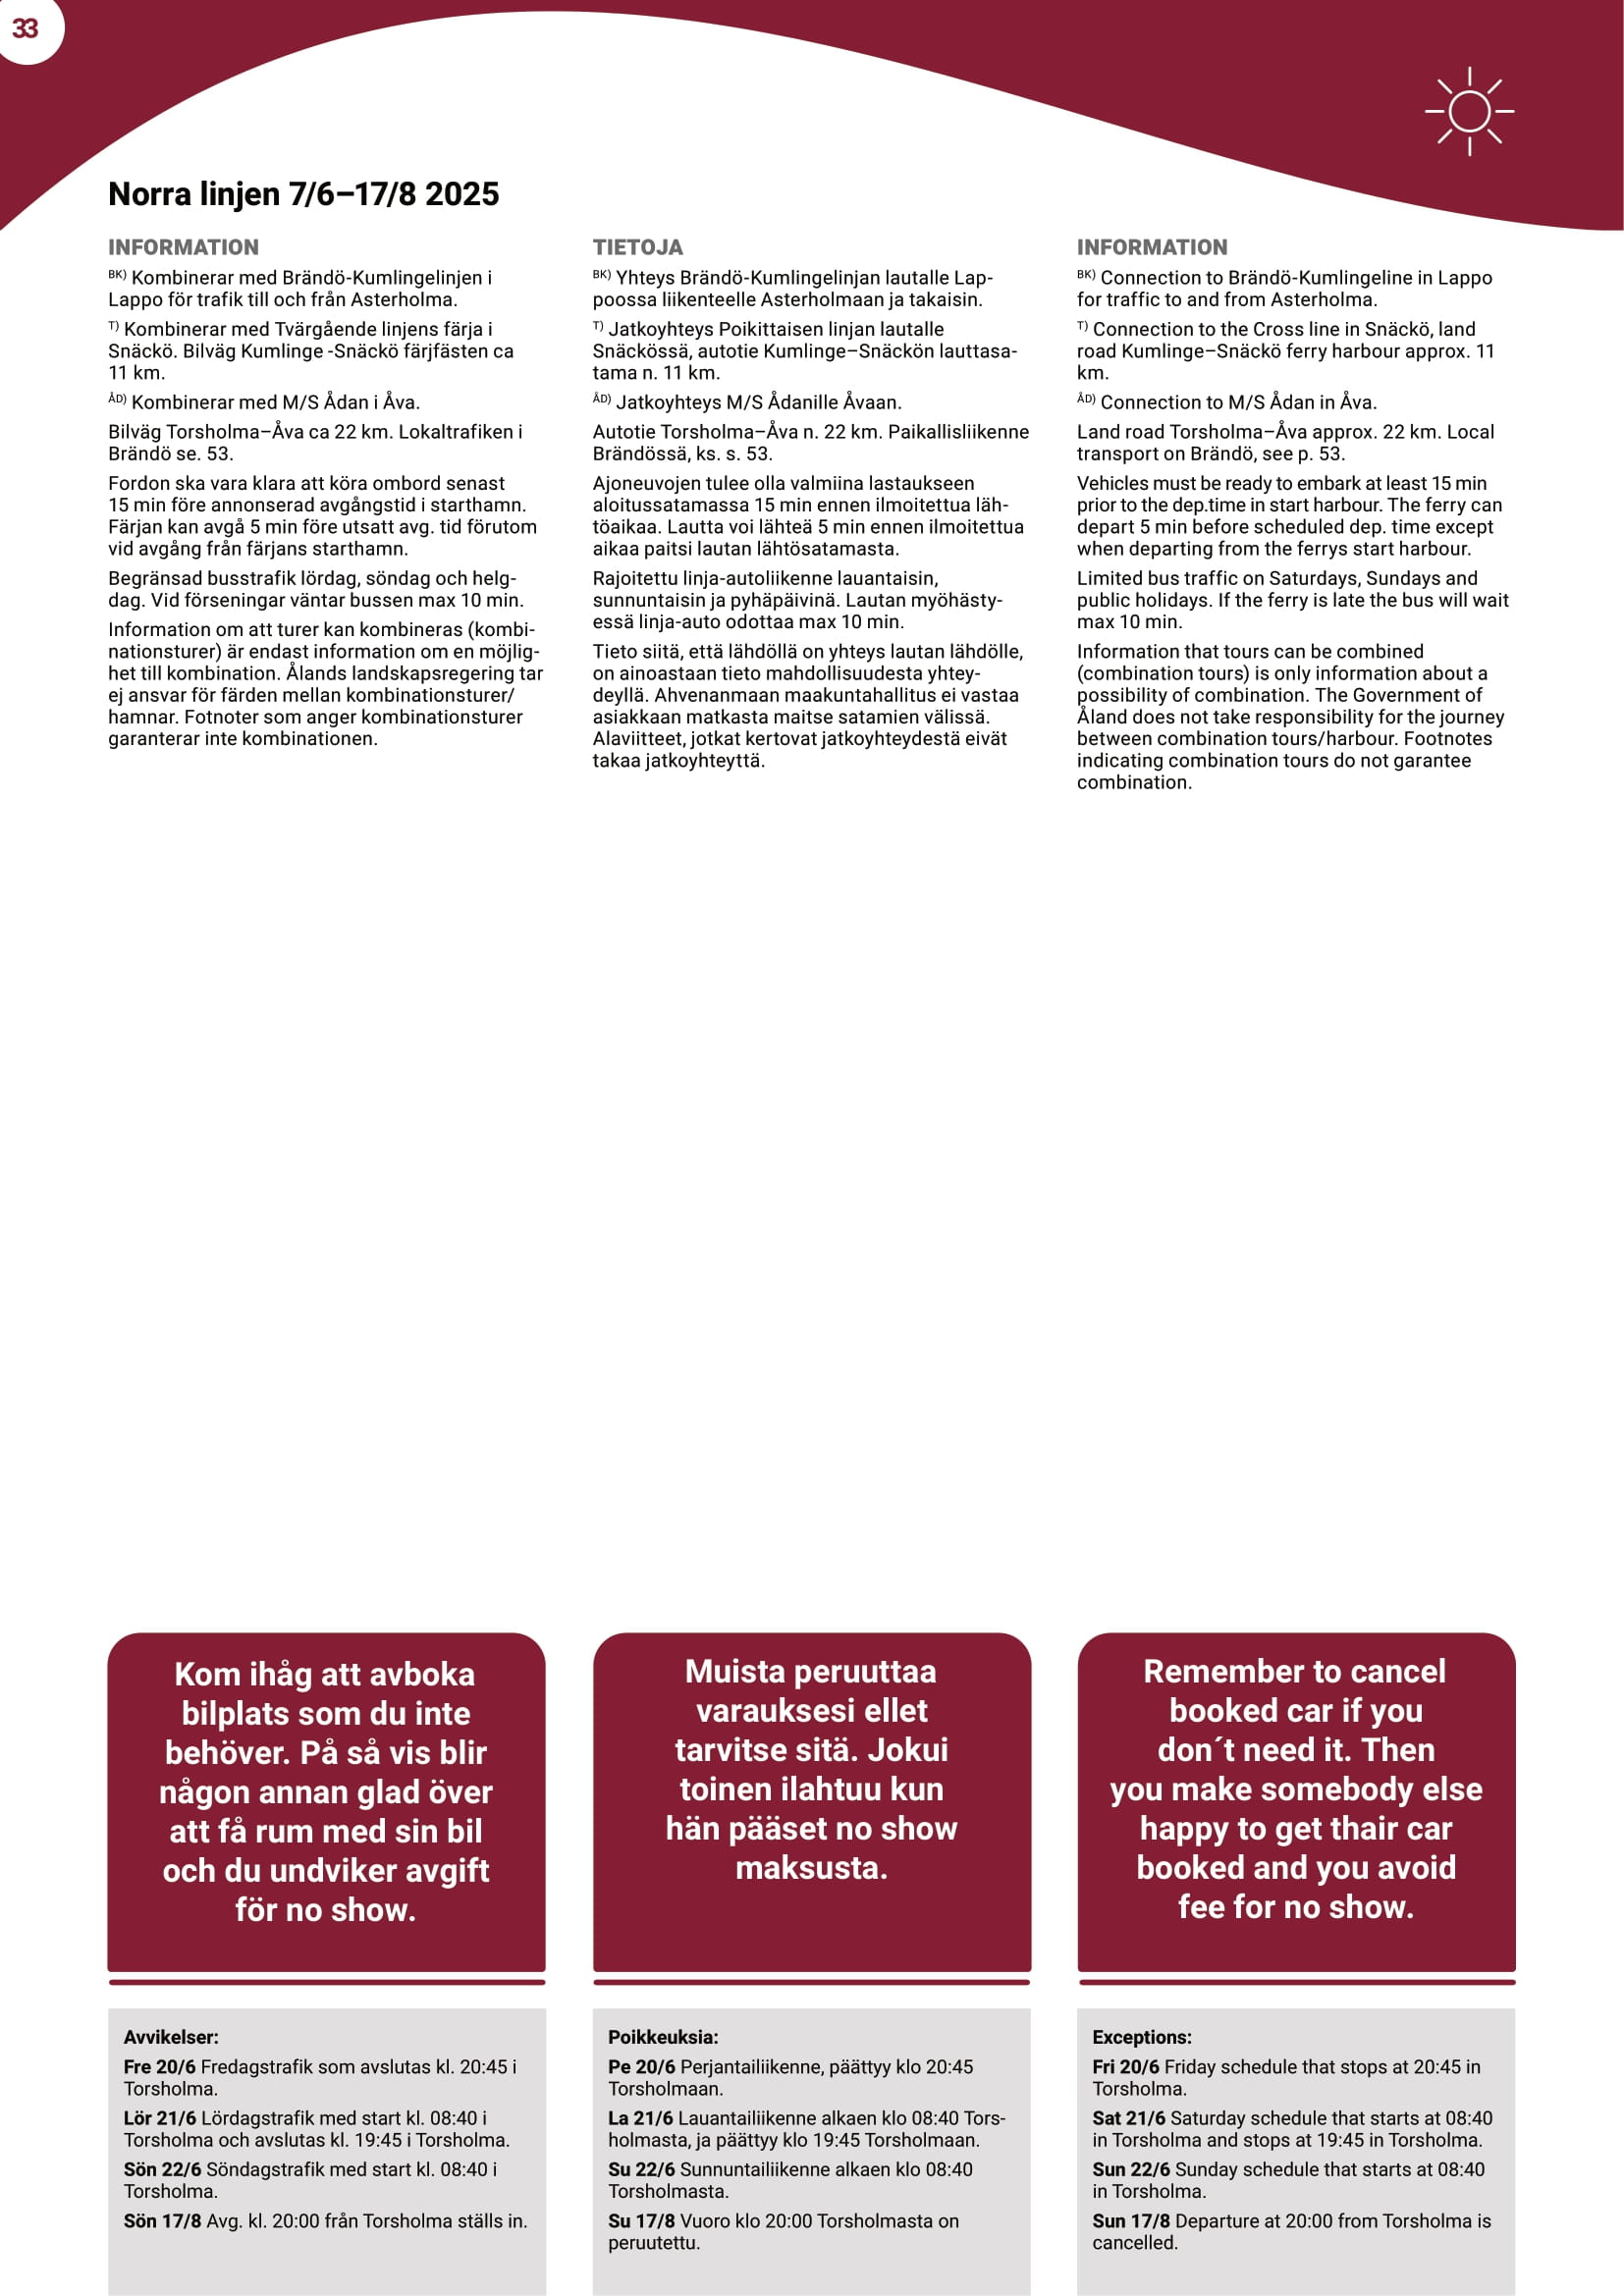 33
Norra linjen 7/6–17/8 2025
INFORMATION
BK) Kombinerar med Brändö-Kumlingelinjen i
Lappo för trafik till och från Asterholma.
T) Kombinerar med Tvärgående linjens färja i
Snäckö. Bilväg Kumlinge -Snäckö färjfästen ca
11 km.
ÅD) Kombinerar med M/S Ådan i Åva.
Bilväg Torsholma–Åva ca 22 km. Lokaltrafiken i
Brändö se. 53.
Fordon ska vara klara att köra ombord senast
15 min före annonserad avgångstid i starthamn.
Färjan kan avgå 5 min före utsatt avg. tid förutom
vid avgång från färjans starthamn.
Begränsad busstrafik lördag, söndag och helg-
dag. Vid förseningar väntar bussen max 10 min.
Information om att turer kan kombineras (kombi-
nationsturer) är endast information om en möjlig-
het till kombination. Ålands landskapsregering tar
ej ansvar för färden mellan kombinationsturer/
hamnar. Fotnoter som anger kombinationsturer
garanterar inte kombinationen.
TIETOJA
BK) Yhteys Brändö-Kumlingelinjan lautalle Lap-
poossa liikenteelle Asterholmaan ja takaisin.
T) Jatkoyhteys Poikittaisen linjan lautalle
Snäckössä, autotie Kumlinge–Snäckön lauttasa-
tama n. 11 km.
ÅD) Jatkoyhteys M/S Ådanille Åvaan.
Autotie Torsholma–Åva n. 22 km. Paikallisliikenne
Brändössä, ks. s. 53.
Ajoneuvojen tulee olla valmiina lastaukseen
aloitussatamassa 15 min ennen ilmoitettua läh-
töaikaa. Lautta voi lähteä 5 min ennen ilmoitettua
aikaa paitsi lautan lähtösatamasta.
Rajoitettu linja-autoliikenne lauantaisin,
sunnuntaisin ja pyhäpäivinä. Lautan myöhästy-
essä linja-auto odottaa max 10 min.
Tieto siitä, että lähdöllä on yhteys lautan lähdölle,
on ainoastaan tieto mahdollisuudesta yhtey-
deyllä. Ahvenanmaan maakuntahallitus ei vastaa
asiakkaan matkasta maitse satamien välissä.
Alaviitteet, jotkat kertovat jatkoyhteydestä eivät
takaa jatkoyhteyttä.
INFORMATION
BK) Connection to Brändö-Kumlingeline in Lappo
for traffic to and from Asterholma.
T) Connection to the Cross line in Snäckö, land
road Kumlinge–Snäckö ferry harbour approx. 11
km.
ÅD) Connection to M/S Ådan in Åva.
Land road Torsholma–Åva approx. 22 km. Local
transport on Brändö, see p. 53.
Vehicles must be ready to embark at least 15 min
prior to the dep.time in start harbour. The ferry can
depart 5 min before scheduled dep. time except
when departing from the ferrys start harbour.
Limited bus traffic on Saturdays, Sundays and
public holidays. If the ferry is late the bus will wait
max 10 min.
Information that tours can be combined
(combination tours) is only information about a
possibility of combination. The Government of
Åland does not take responsibility for the journey
between combination tours/harbour. Footnotes
indicating combination tours do not garantee
combination.
Kom ihåg att avboka
bilplats som du inte
behöver. På så vis blir
någon annan glad över
att få rum med sin bil
och du undviker avgift
för no show.
Muista peruuttaa
varauksesi ellet
tarvitse sitä. Jokui
toinen ilahtuu kun
hän pääset no show
maksusta.
Remember to cancel
booked car if you
don´t need it. Then
you make somebody else
happy to get thair car
booked and you avoid
fee for no show.
Avvikelser:
Fre 20/6 Fredagstrafik som avslutas kl. 20:45 i
Torsholma.
Lör 21/6 Lördagstrafik med start kl. 08:40 i
Torsholma och avslutas kl. 19:45 i Torsholma.
Sön 22/6 Söndagstrafik med start kl. 08:40 i
Torsholma.
Sön 17/8 Avg. kl. 20:00 från Torsholma ställs in.
Poikkeuksia:
Pe 20/6 Perjantailiikenne, päättyy klo 20:45
Torsholmaan.
La 21/6 Lauantailiikenne alkaen klo 08:40 Tors-
holmasta, ja päättyy klo 19:45 Torsholmaan.
Su 22/6 Sunnuntailiikenne alkaen klo 08:40
Torsholmasta.
Su 17/8 Vuoro klo 20:00 Torsholmasta on
peruutettu.
Exceptions:
Fri 20/6 Friday schedule that stops at 20:45 in
Torsholma.
Sat 21/6 Saturday schedule that starts at 08:40
in Torsholma and stops at 19:45 in Torsholma.
Sun 22/6 Sunday schedule that starts at 08:40
in Torsholma.
Sun 17/8 Departure at 20:00 from Torsholma is
cancelled.